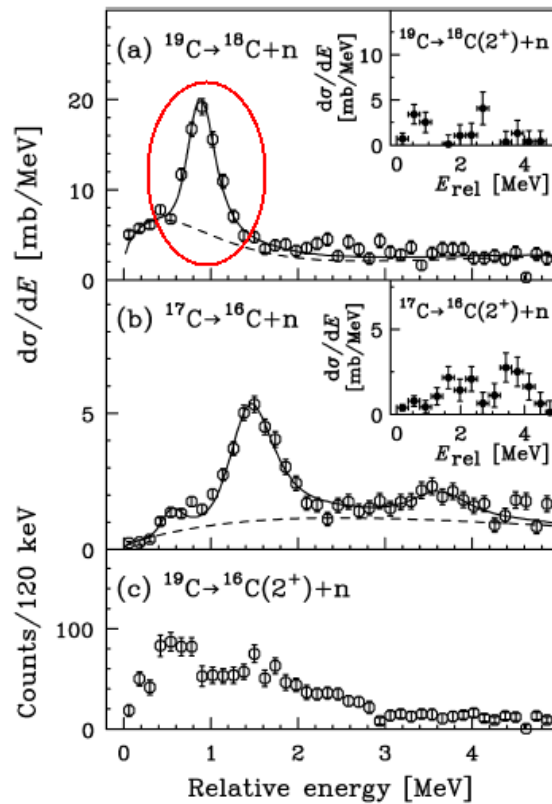 (a) ¹⁹C→¹⁸C+n
¹⁹C→¹⁸C(2⁺)+n
dσ/dE
[mb/MeV]
10
5
0
0 2 4
E_rel [MeV]
20
10
0
dσ/dE [mb/MeV]
(b) ¹⁷C→¹⁶C+n
¹⁷C→¹⁶C(2⁺)+n
dσ/dE
[mb/MeV]
5
0
0 2 4
E_rel [MeV]
5
0
(c) ¹⁹C→¹⁶C(2⁺)+n
Counts/120 keV
100
0
0 1 2 3 4
Relative energy [MeV]